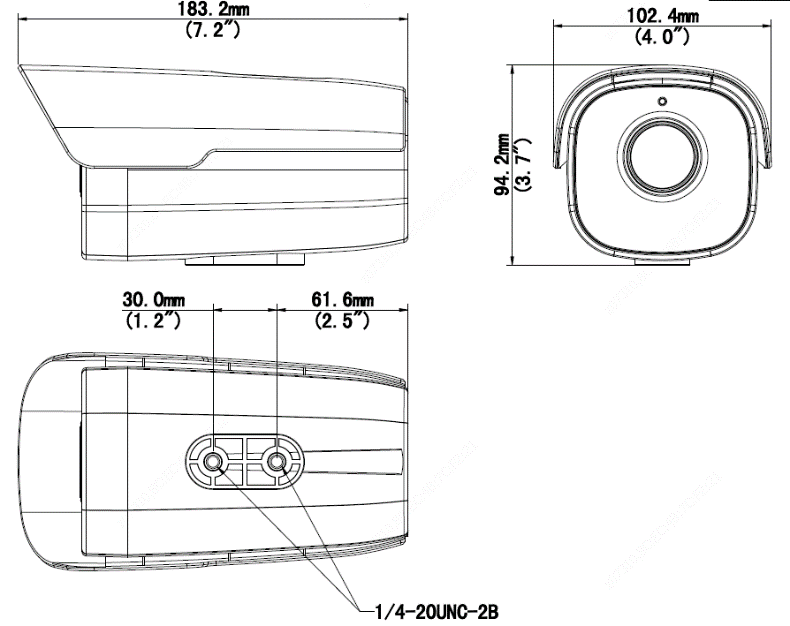 183.2mm
(7.2")
102.4mm
(4.0")
94.2mm
(3.7")
30.0mm
(1.2")
61.6mm
(2.5")
1/4-20UNC-2B